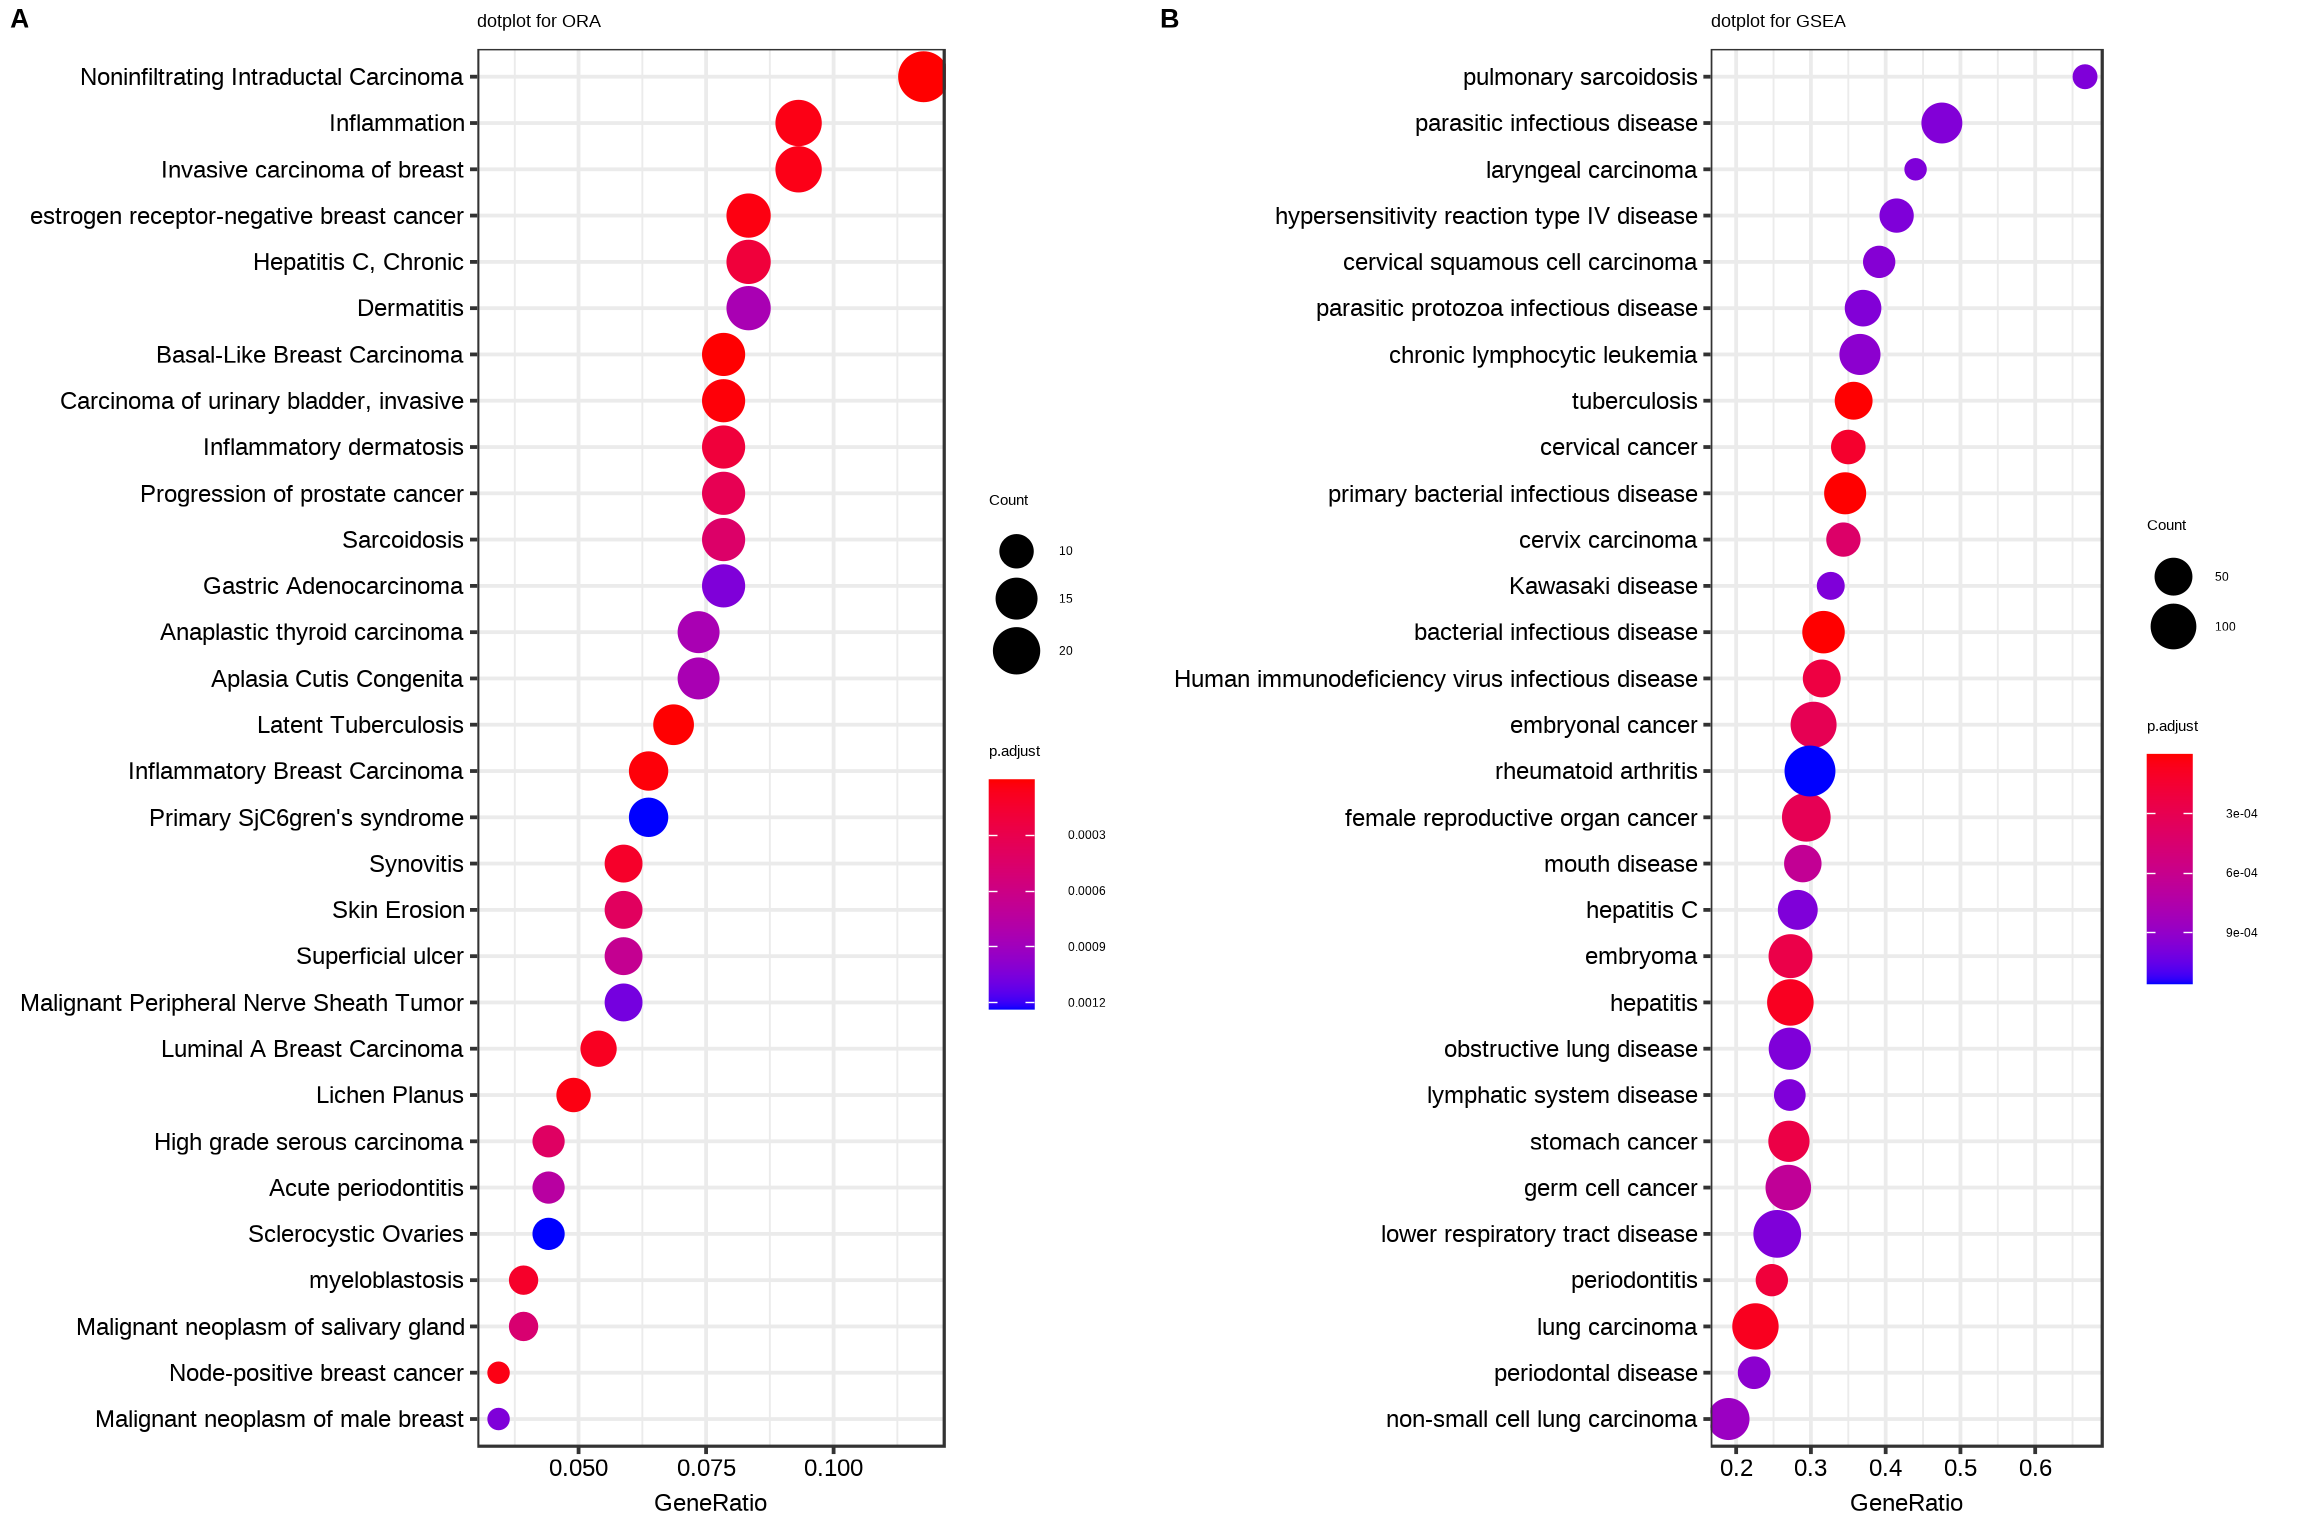 A
dotplot for ORA
Noninfiltrating Intraductal Carcinoma
Inflammation
Invasive carcinoma of breast
estrogen receptor-negative breast cancer
Hepatitis C, Chronic
Dermatitis
Basal-Like Breast Carcinoma
Carcinoma of urinary bladder, invasive
Inflammatory dermatosis
Progression of prostate cancer
Sarcoidosis
Gastric Adenocarcinoma
Anaplastic thyroid carcinoma
Aplasia Cutis Congenita
Latent Tuberculosis
Inflammatory Breast Carcinoma
Primary SjC6gren's syndrome
Synovitis
Skin Erosion
Superficial ulcer
Malignant Peripheral Nerve Sheath Tumor
Luminal A Breast Carcinoma
Lichen Planus
High grade serous carcinoma
Acute periodontitis
Sclerocystic Ovaries
myeloblastosis
Malignant neoplasm of salivary gland
Node-positive breast cancer
Malignant neoplasm of male breast
0.050 0.075 0.100
GeneRatio
Count
10
15
20
p.adjust
0.0003
0.0006
0.0009
0.0012
B
dotplot for GSEA
pulmonary sarcoidosis
parasitic infectious disease
laryngeal carcinoma
hypersensitivity reaction type IV disease
cervical squamous cell carcinoma
parasitic protozoa infectious disease
chronic lymphocytic leukemia
tuberculosis
cervical cancer
primary bacterial infectious disease
cervix carcinoma
Kawasaki disease
bacterial infectious disease
Human immunodeficiency virus infectious disease
embryonal cancer
rheumatoid arthritis
female reproductive organ cancer
mouth disease
hepatitis C
embryoma
hepatitis
obstructive lung disease
lymphatic system disease
stomach cancer
germ cell cancer
lower respiratory tract disease
periodontitis
lung carcinoma
periodontal disease
non-small cell lung carcinoma
0.2 0.3 0.4 0.5 0.6
GeneRatio
Count
50
100
p.adjust
3e-04
6e-04
9e-04